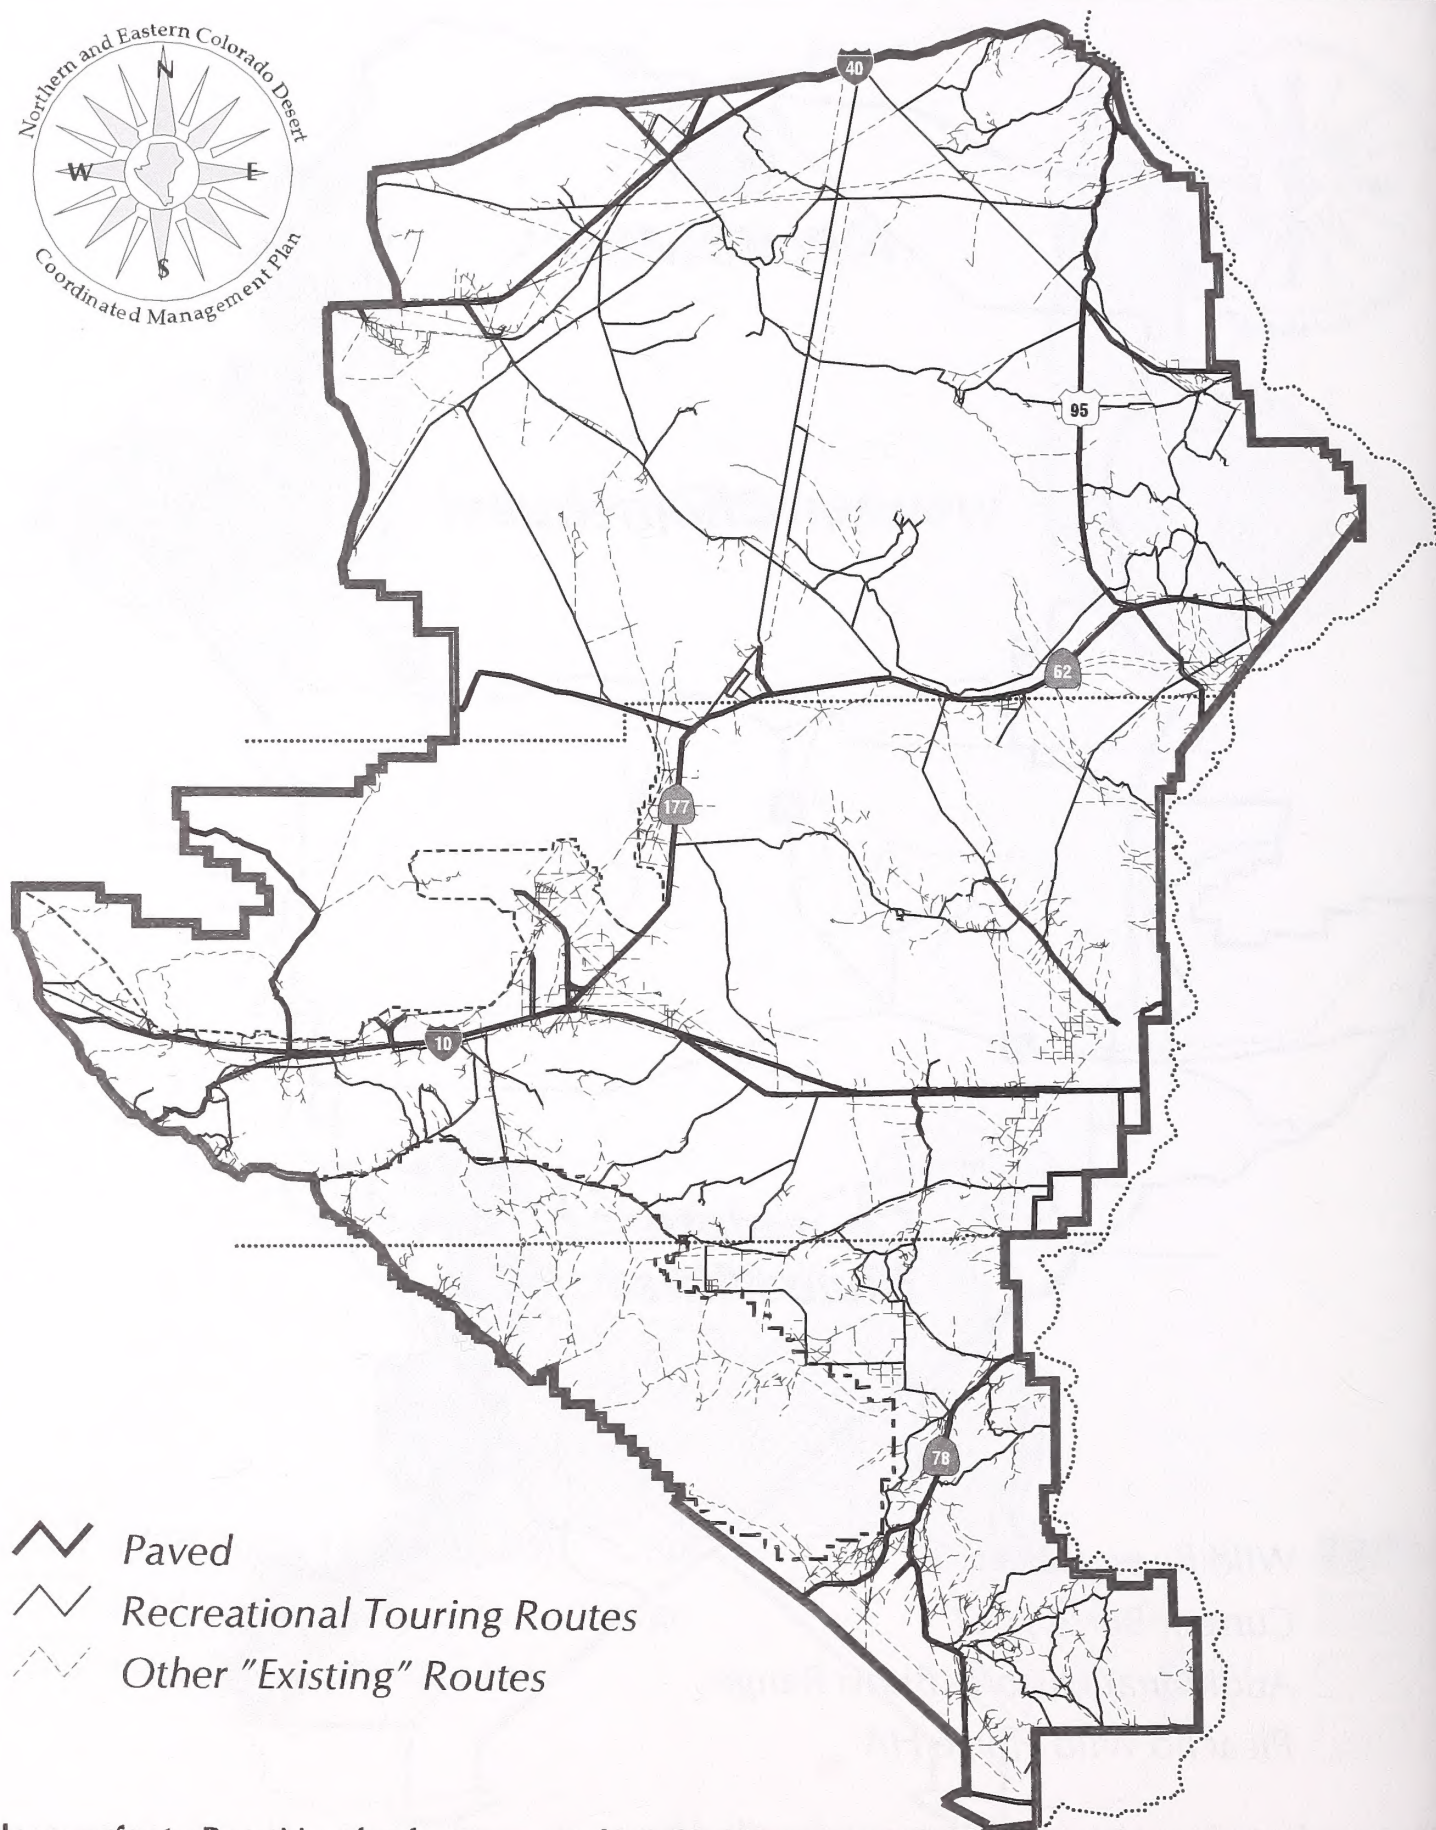 Northern and Eastern Colorado Desert
N
W
E
S
Coordinated Management Plan
40
95
62
177
10
78
Paved
Recreational Touring Routes
Other "Existing" Routes